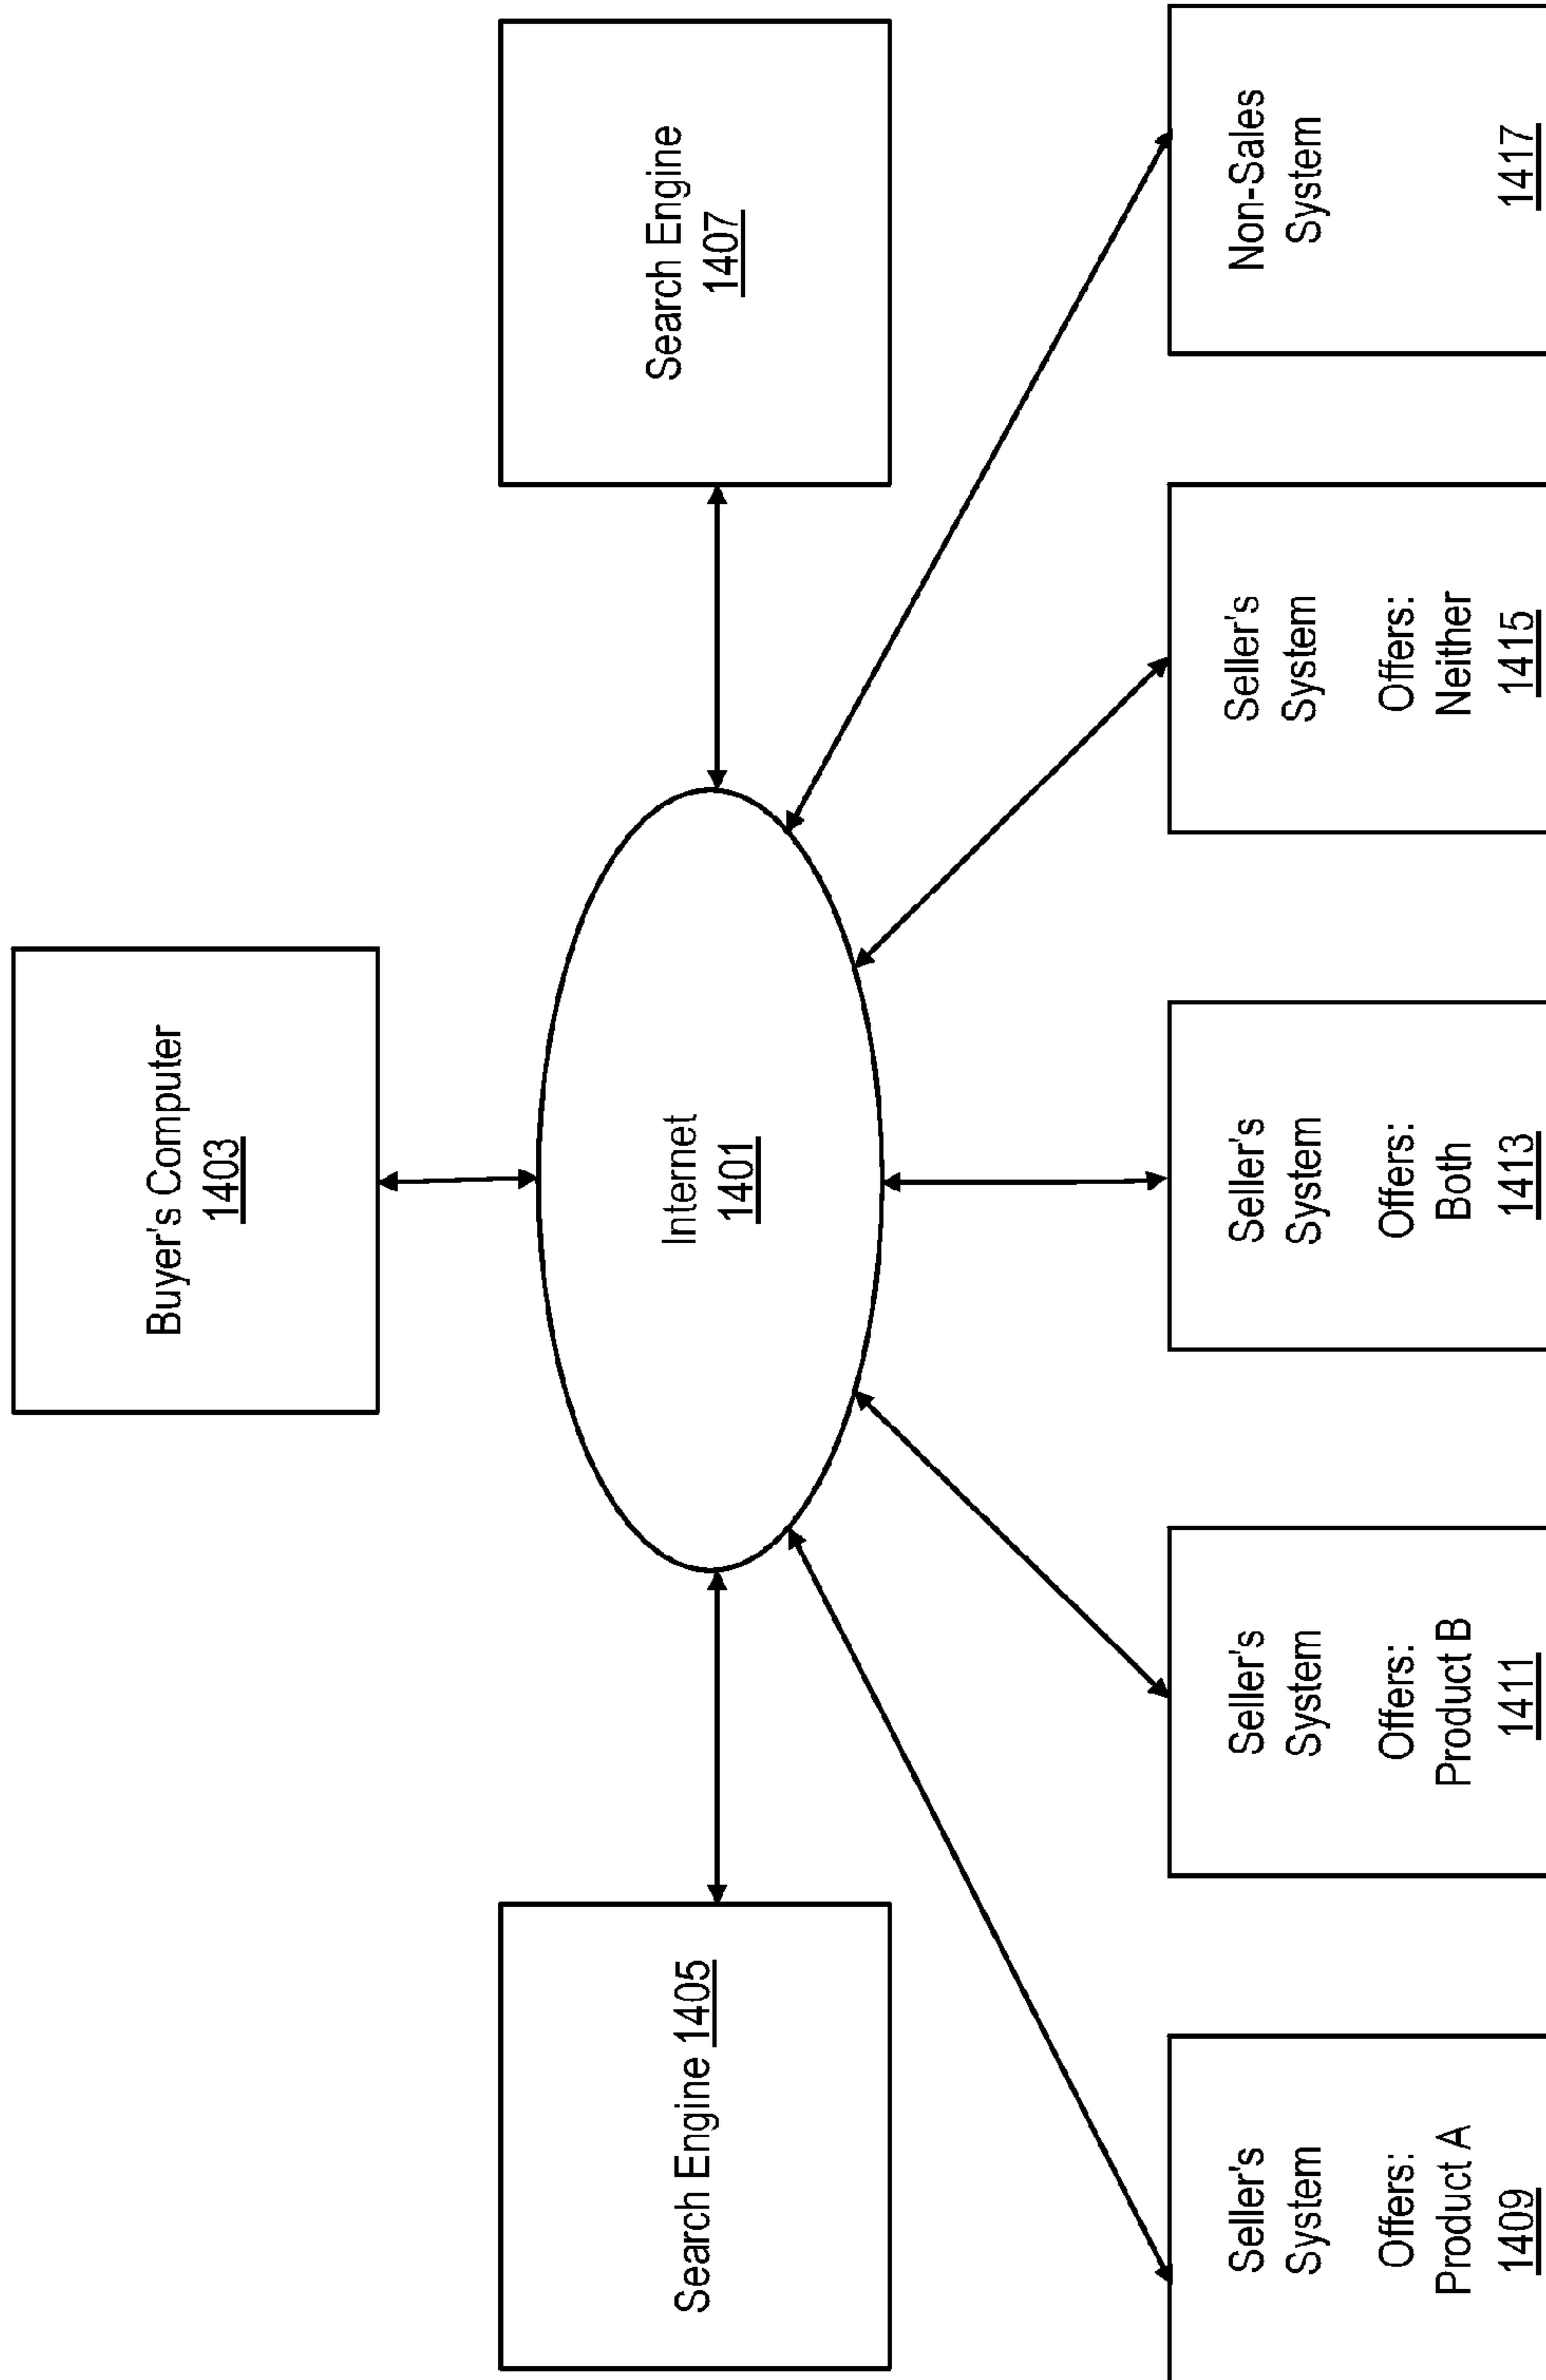 Buyer's Computer
1403
Search Engine 1405
Internet
1401
Search Engine
1407
Seller's
System
Offers:
Product A
1409
Seller's
System
Offers:
Product B
1411
Seller's
System
Offers:
Both
1413
Seller's
System
Offers:
Neither
1415
Non-Sales
System
1417